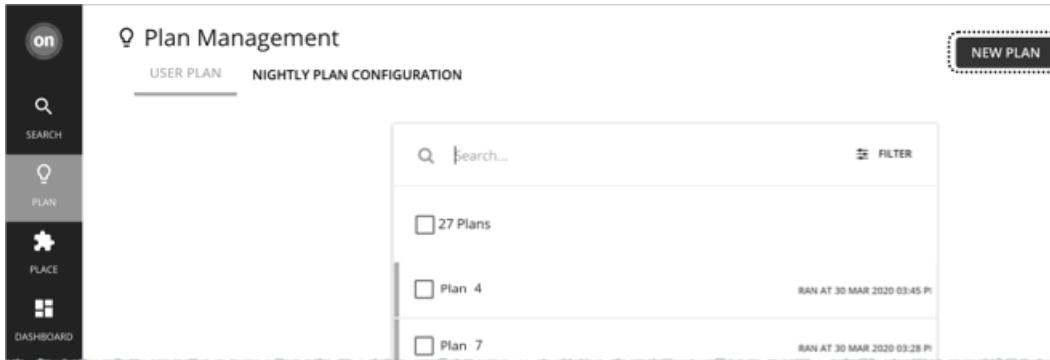 on
Plan Management
NEW PLAN
USER PLAN NIGHTLY PLAN CONFIGURATION
SEARCH
Search...
FILTER
PLAN
27 Plans
PLACE
Plan 4
RAN AT 30 MAR 2020 03:45
DASHBOARD
Plan 7
RAN AT 30 MAR 2020 03:28